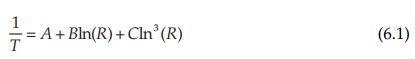 1/T = A + Bln(R) + Cln³(R) (6.1)